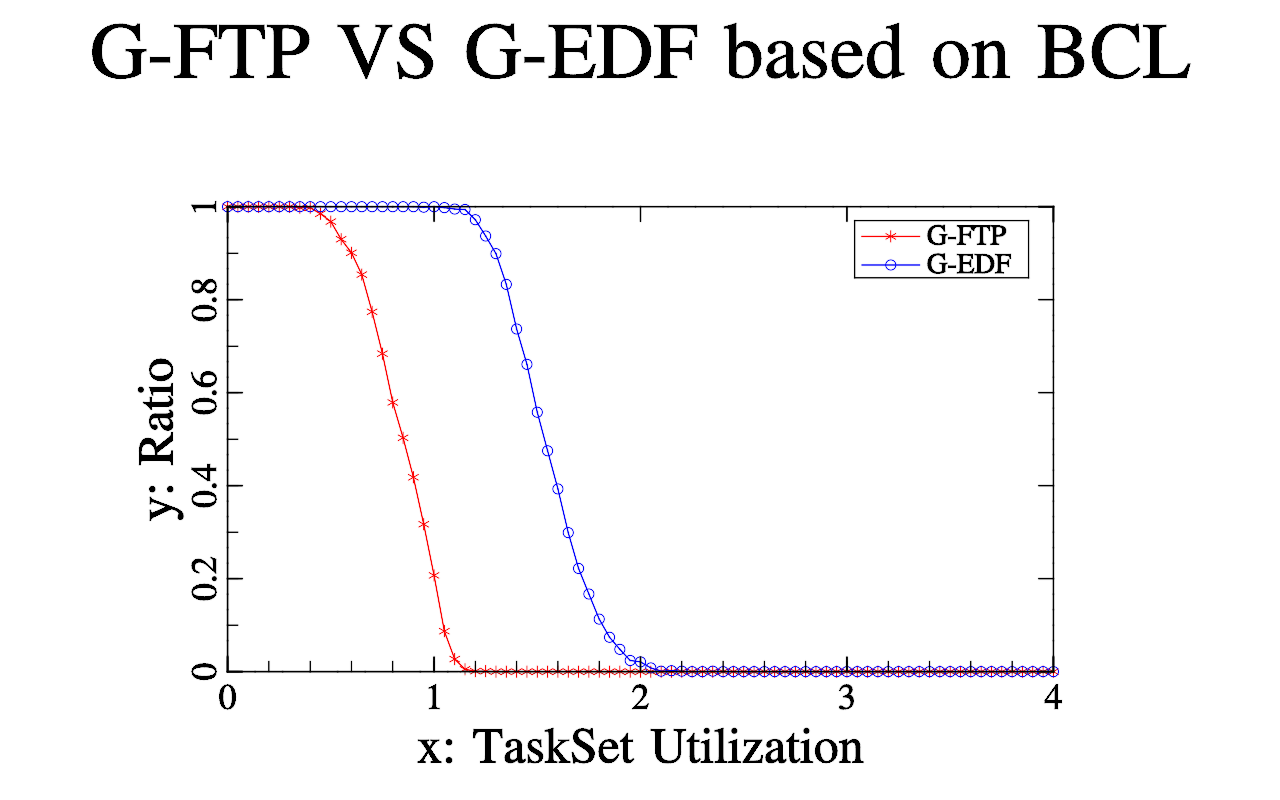 G-FTP VS G-EDF based on BCL
G-FTP
G-EDF
y: Ratio
1
0.8
0.6
0.4
0.2
0
0 1 2 3 4
x: TaskSet Utilization